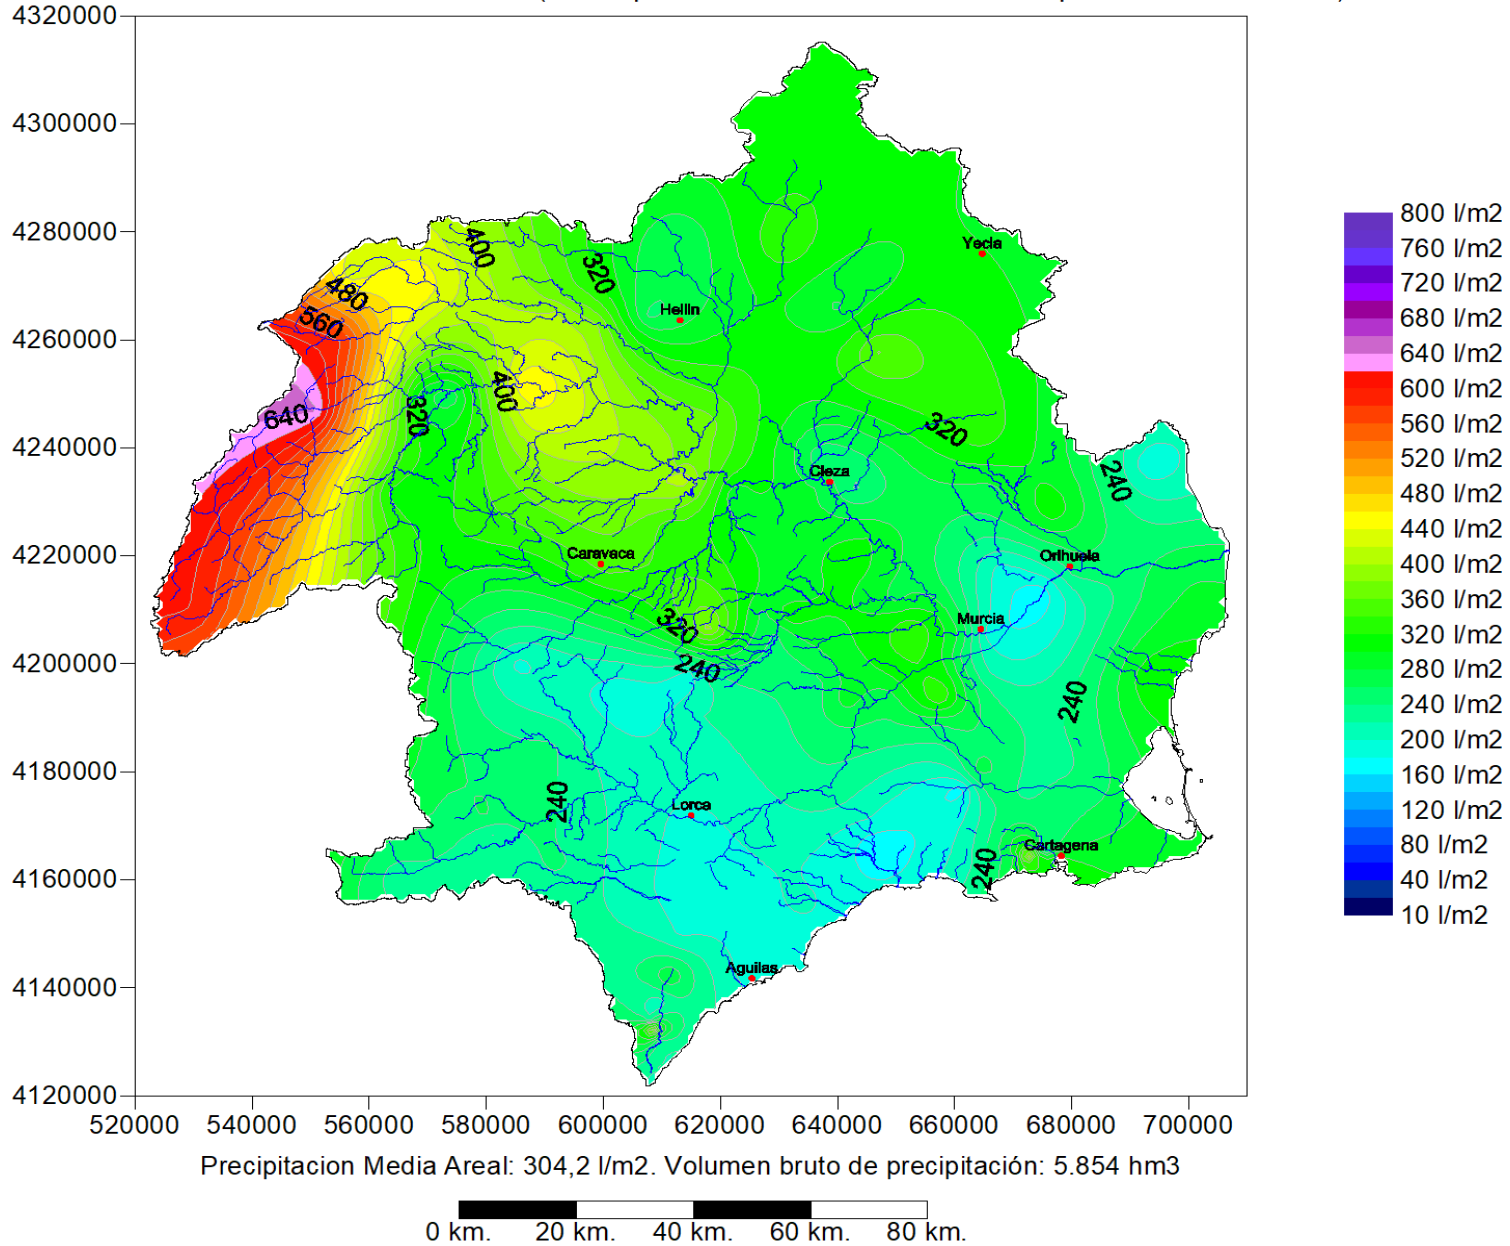 4320000
4300000
4280000
4260000
4240000
4220000
4200000
4180000
4160000
4140000
4120000
520000 540000 560000 580000 600000 620000 640000 660000 680000 700000
400
320
480
560
640
320
400
320
240
320
240
240
240
240
Yecla
Hellin
Cieza
Caravaca
Orihuela
Murcia
Lorca
Cartagena
Aguilas
800 l/m2
760 l/m2
720 l/m2
680 l/m2
640 l/m2
600 l/m2
560 l/m2
520 l/m2
480 l/m2
440 l/m2
400 l/m2
360 l/m2
320 l/m2
280 l/m2
240 l/m2
200 l/m2
160 l/m2
120 l/m2
80 l/m2
40 l/m2
10 l/m2
Precipitacion Media Areal: 304,2 l/m2. Volumen bruto de precipitación: 5.854 hm3
0 km. 20 km. 40 km. 60 km. 80 km.